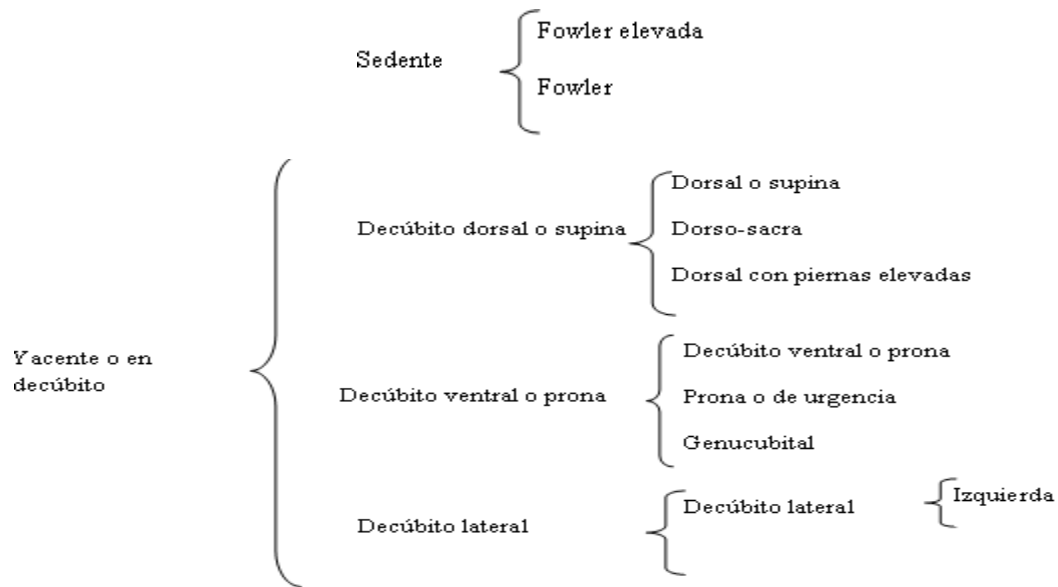 Sedente
Fowler elevada
Fowler
Yacente o en
decúbito
Decúbito dorsal o supina
Dorsal o supina
Dorso-sacra
Dorsal con piernas elevadas
Decúbito ventral o prona
Decúbito ventral o prona
Prona o de urgencia
Genucubital
Decúbito lateral
Decúbito lateral
Izquierda